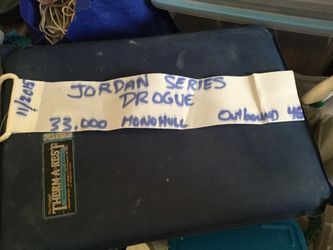 11/2015
JORDAN SERIES
DROGUE
33,000 MONOHULL OUTBOUND 46
THERM-A-REST